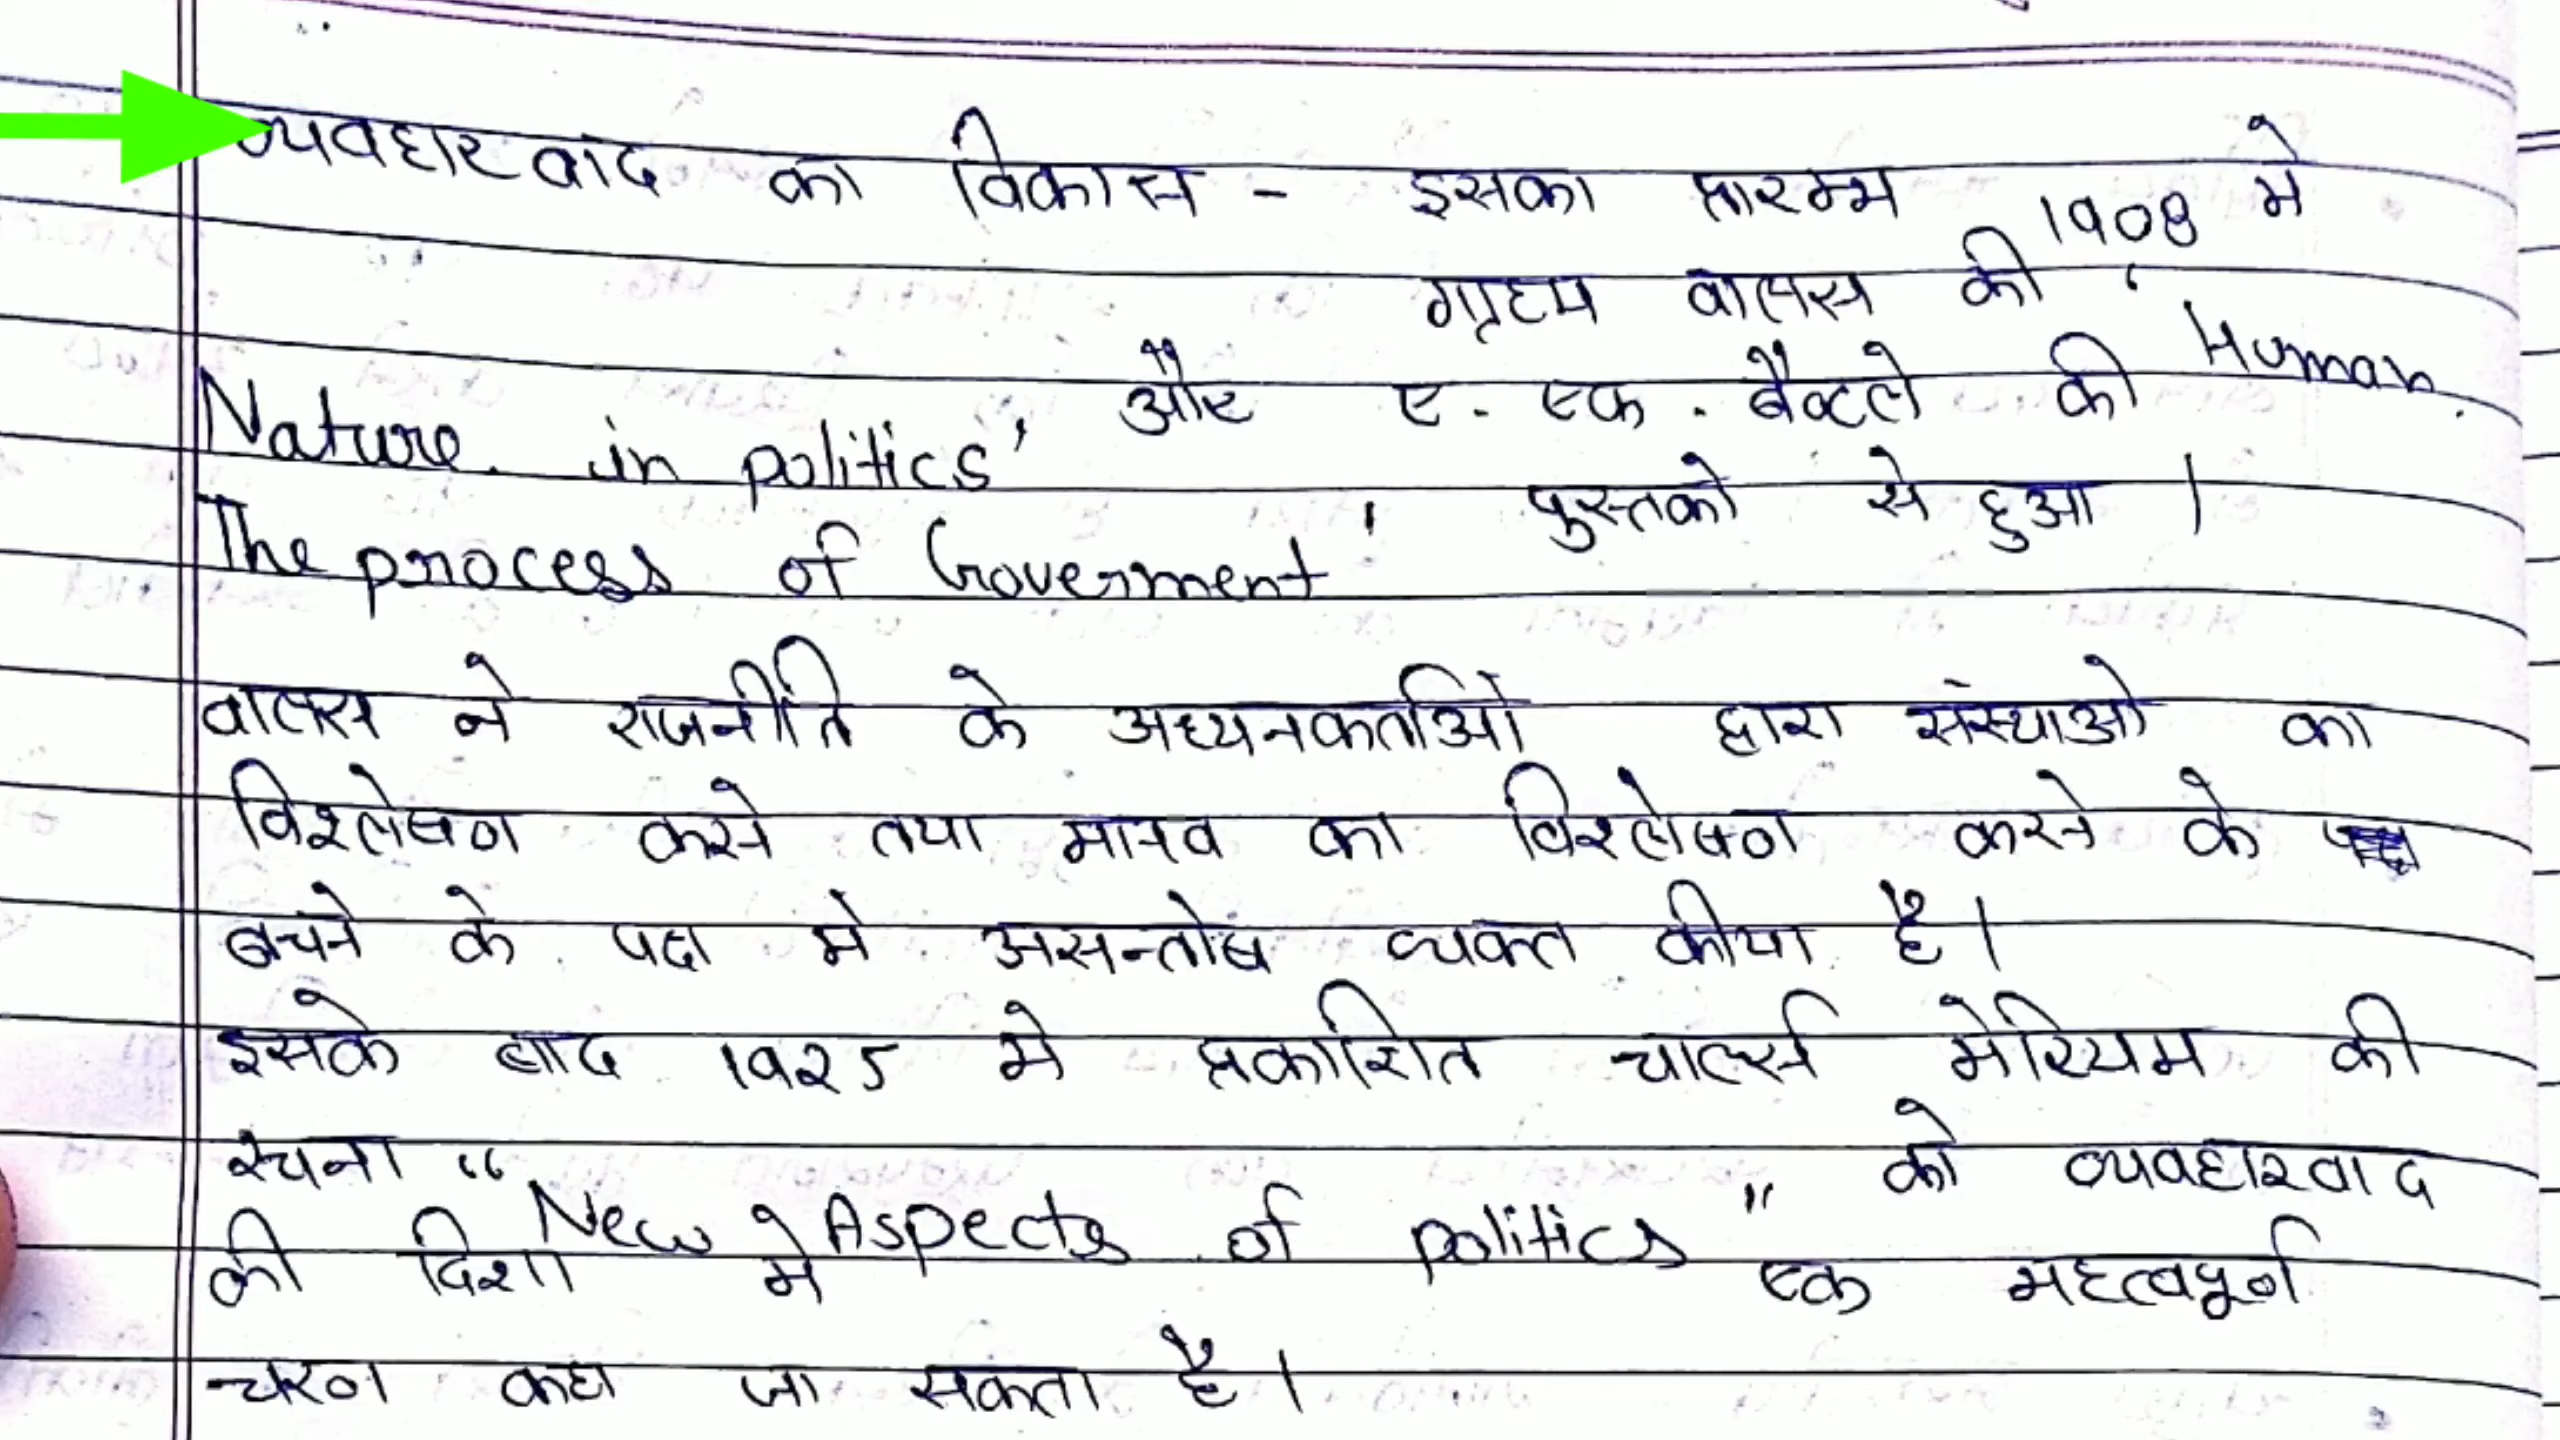 व्यवहारवाद का विकास - इसका प्रारम्भ 1908 में
ग्राहम वालस की '
Human
Nature in politics' और ए. एफ. बैन्टले की
The process of Government' पुस्तको से हुआ।
वालस ने राजनीति के अध्यनकर्ताओं द्वारा संस्थाओ का
विश्लेषण करने तथा मानव का विश्लेषण करने के
बचने के पक्ष मे असन्तोष व्यक्त कीया है।
इसके बाद 1925 मे प्रकाशित चार्ल्स मेरियम की
रचना "New Aspects of politics" को व्यवहारवाद
की दिशा मे एक महत्वपूर्ण
चरण कहा जा सकता है।